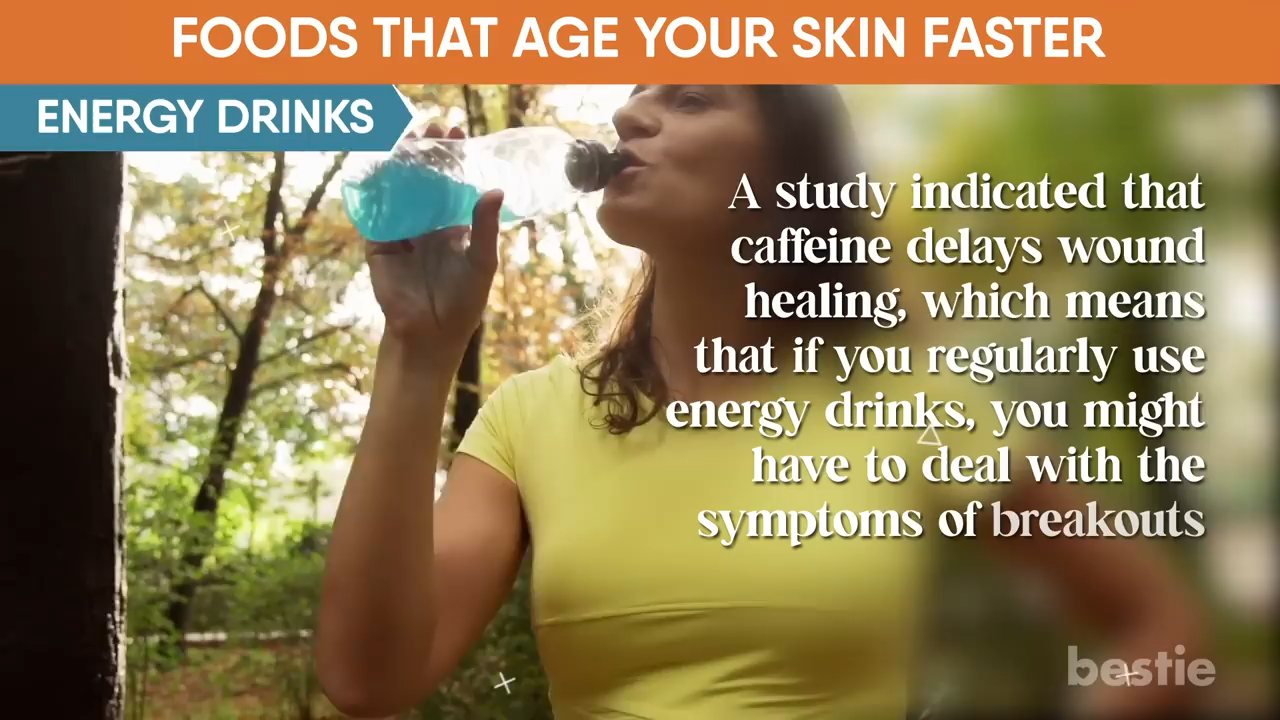 FOODS THAT AGE YOUR SKIN FASTER
ENERGY DRINKS
A study indicated that
caffeine delays wound
healing, which means
that if you regularly use
energy drinks, you might
have to deal with the
symptoms of breakouts
bestie